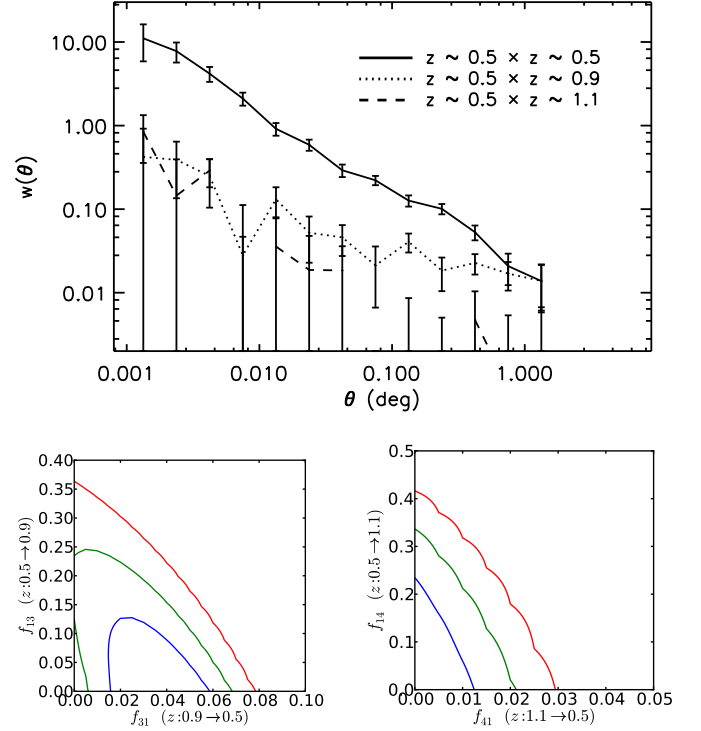 10.00
1.00
0.10
0.01
w(θ)
z ~ 0.5 × z ~ 0.5
z ~ 0.5 × z ~ 0.9
z ~ 0.5 × z ~ 1.1
0.001 0.010 0.100 1.000
θ (deg)
0.40
0.35
0.30
0.25
0.20
0.15
0.10
0.05
0.00
f13 (z:0.5→0.9)
0.00 0.02 0.04 0.06 0.08 0.10
f31 (z:0.9→0.5)
0.5
0.4
0.3
0.2
0.1
0.0
f14 (z:0.5→1.1)
0.00 0.01 0.02 0.03 0.04 0.05
f41 (z:1.1→0.5)